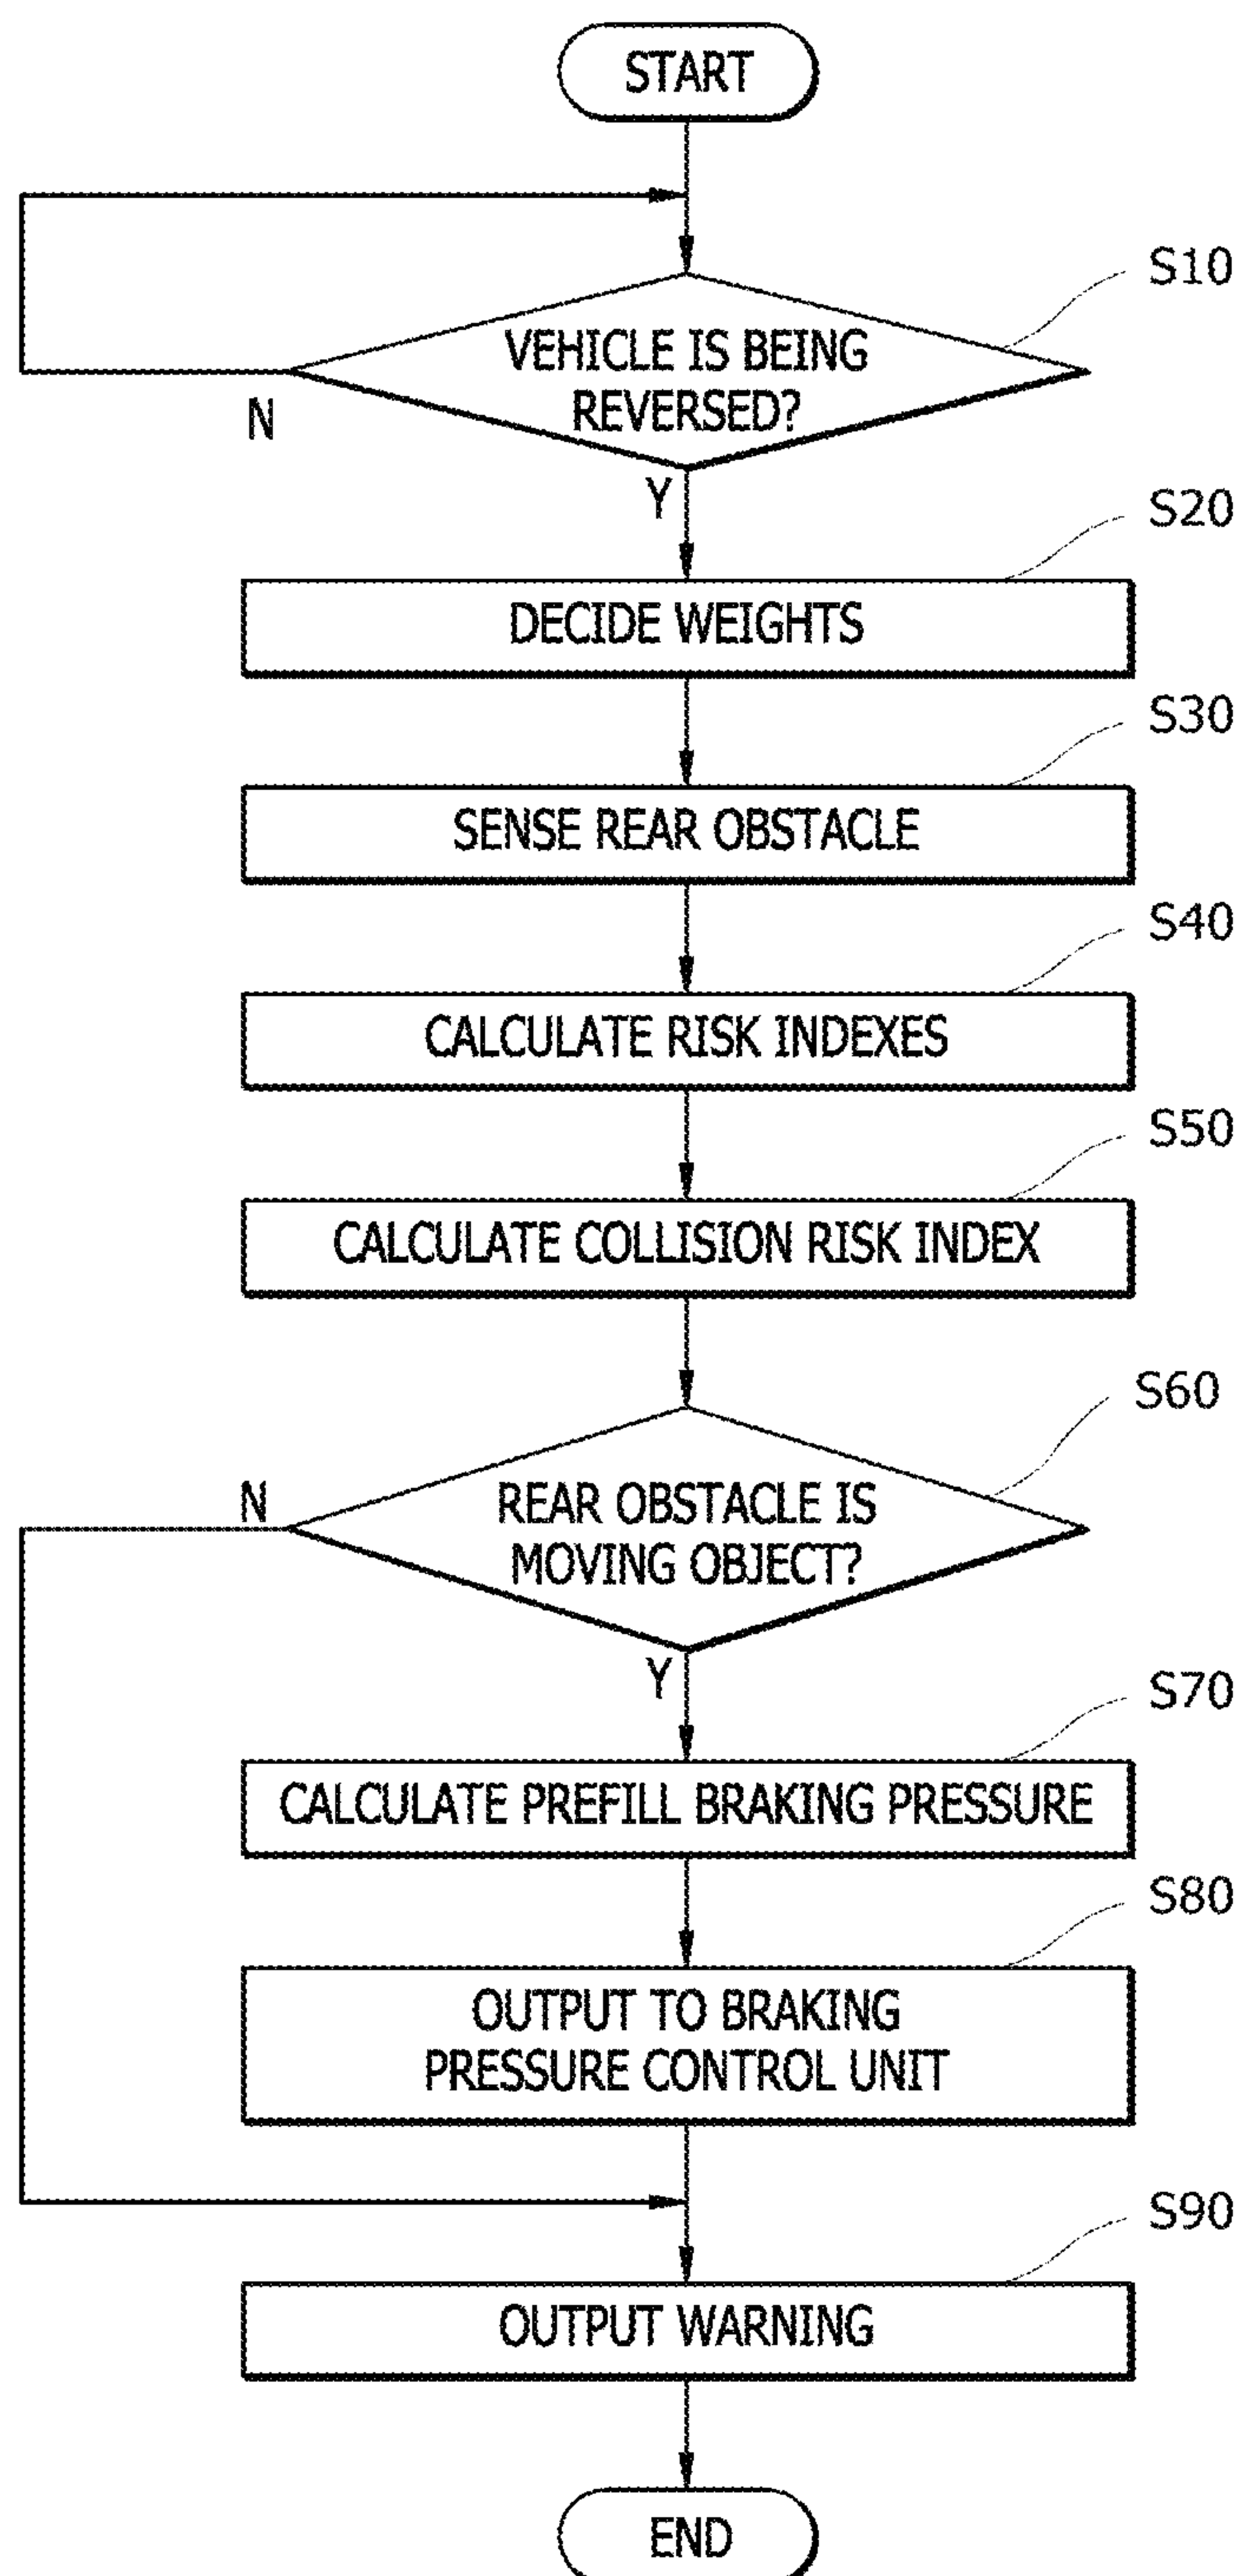 START
S10
VEHICLE IS BEING
REVERSED?
N
Y
S20
DECIDE WEIGHTS
S30
SENSE REAR OBSTACLE
S40
CALCULATE RISK INDEXES
S50
CALCULATE COLLISION RISK INDEX
S60
N
REAR OBSTACLE IS
MOVING OBJECT?
Y
S70
CALCULATE PREFILL BRAKING PRESSURE
S80
OUTPUT TO BRAKING
PRESSURE CONTROL UNIT
S90
OUTPUT WARNING
END